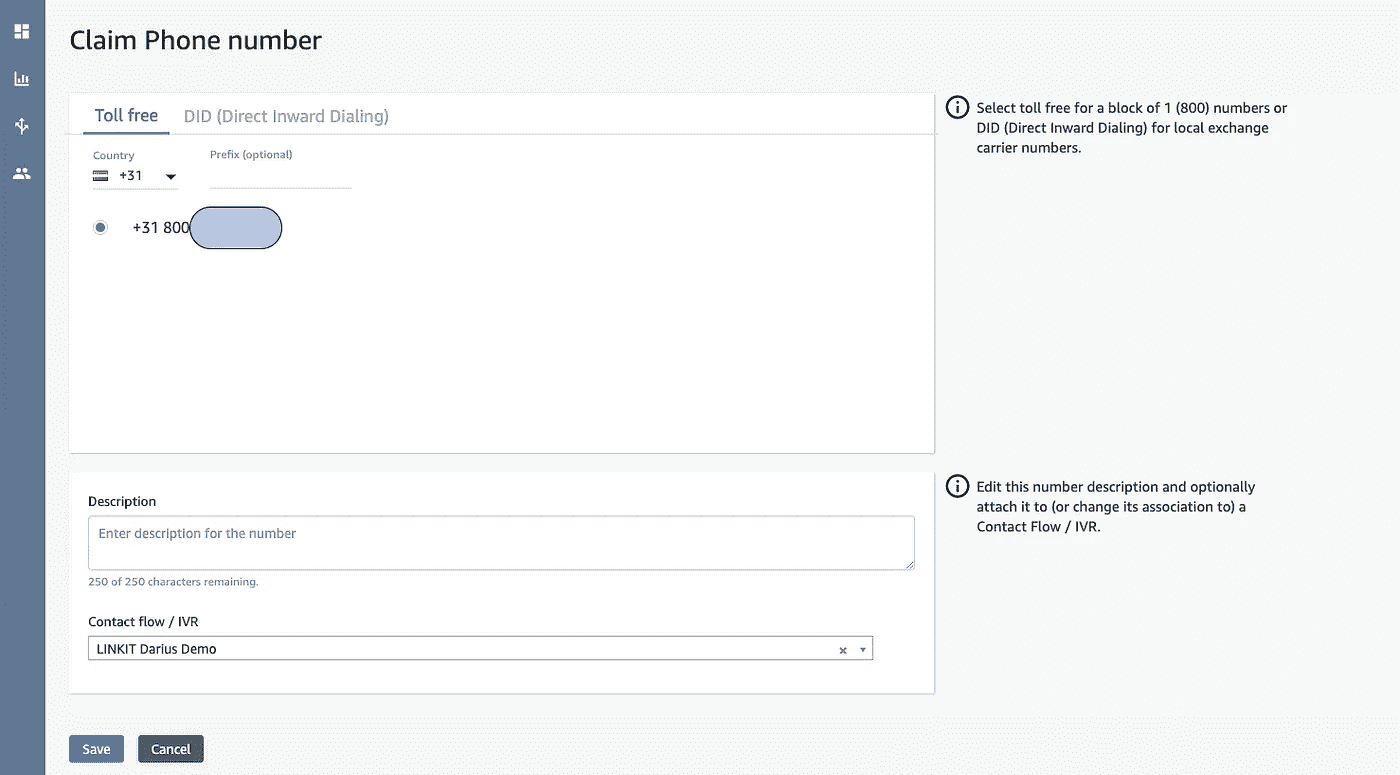 Claim Phone number
Toll free
DID (Direct Inward Dialing)
Country
Prefix (optional)
+31
+31 800
Select toll free for a block of 1 (800) numbers or
DID (Direct Inward Dialing) for local exchange
carrier numbers.
Description
Enter description for the number
250 of 250 characters remaining.
Contact flow / IVR
LINKIT Darius Demo
Edit this number description and optionally
attach it to (or change its association to) a
Contact Flow / IVR.
Save
Cancel